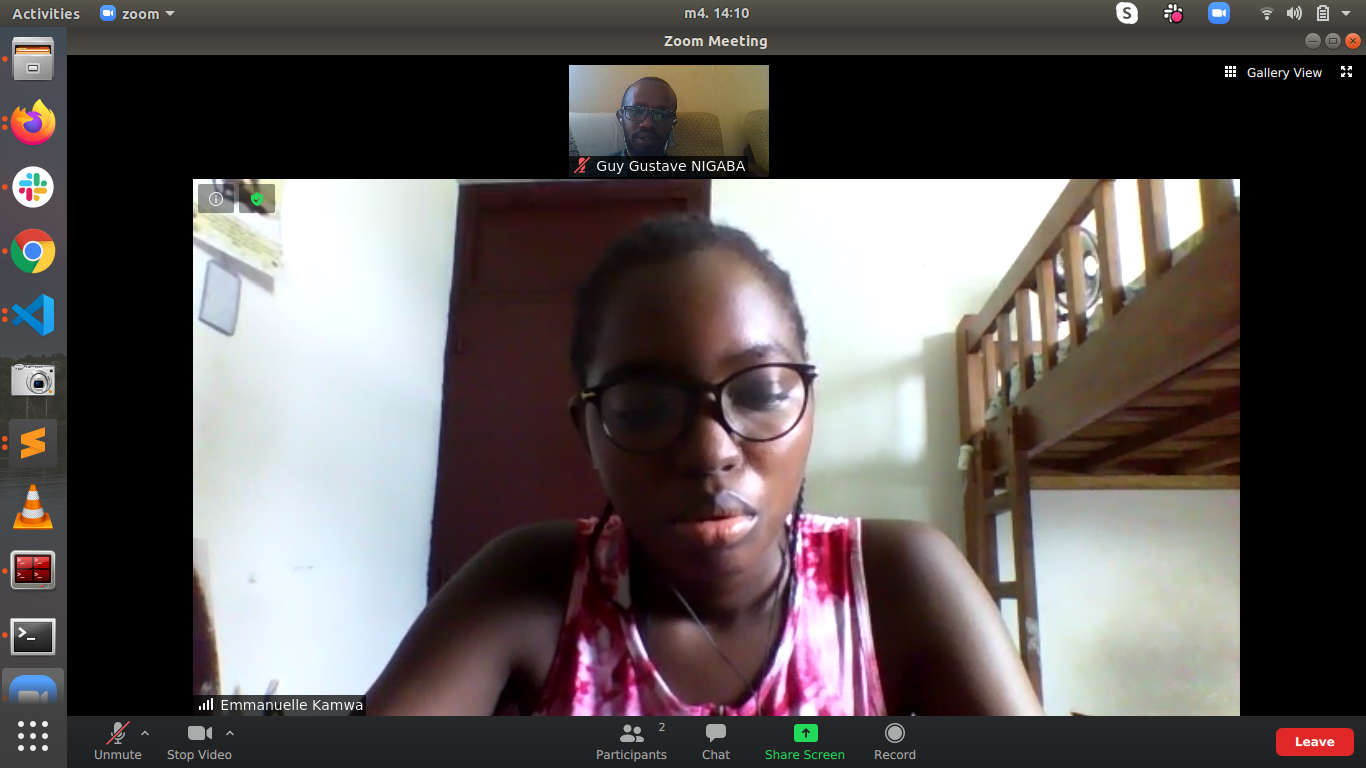 Activities
zoom
m4. 14:10
Zoom Meeting
Gallery View
Guy Gustave NIGABA
Emmanuelle Kamwa
Unmute
Stop Video
Participants
2
Chat
Share Screen
Record
Leave